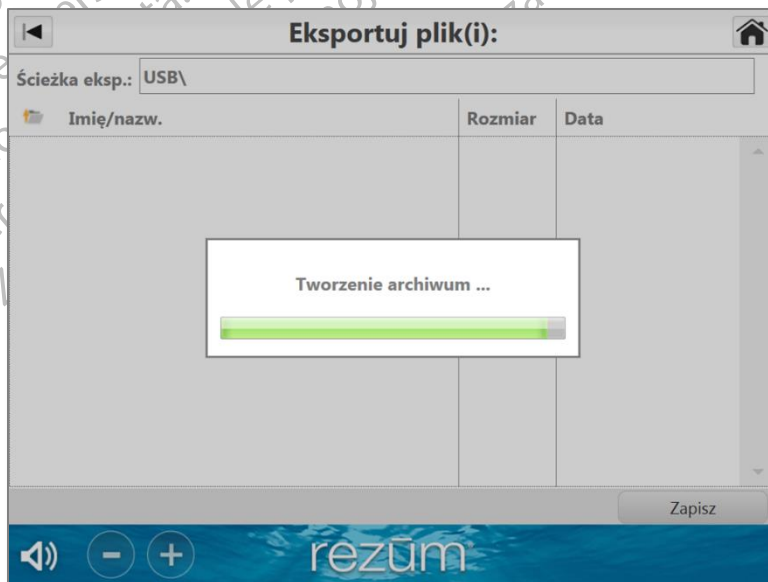 Eksportuj plik(i):
Ścieżka eksp.: USB\
Imię/nazw. Rozmiar Data
Tworzenie archiwum ...
Zapisz
rezūm